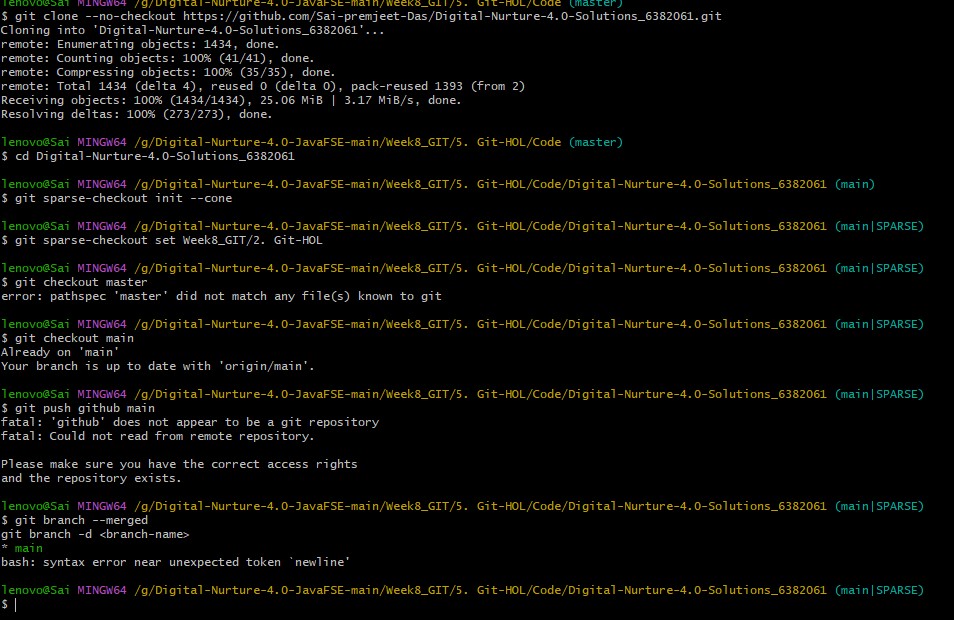 lenovo@Sai MINGW64 /g/Digital-Nurture-4.0-JavaFSE-main/Week8_GIT/5. Git-HOL/Code (master)
$ git clone --no-checkout https://github.com/Sai-premjeet-Das/Digital-Nurture-4.0-Solutions_6382061.git
Cloning into 'Digital-Nurture-4.0-Solutions_6382061'...
remote: Enumerating objects: 1434, done.
remote: Counting objects: 100% (41/41), done.
remote: Compressing objects: 100% (35/35), done.
remote: Total 1434 (delta 4), reused 0 (delta 0), pack-reused 1393 (from 2)
Receiving objects: 100% (1434/1434), 25.06 MiB | 3.17 MiB/s, done.
Resolving deltas: 100% (273/273), done.
lenovo@Sai MINGW64 /g/Digital-Nurture-4.0-JavaFSE-main/Week8_GIT/5. Git-HOL/Code (master)
$ cd Digital-Nurture-4.0-Solutions_6382061
lenovo@Sai MINGW64 /g/Digital-Nurture-4.0-JavaFSE-main/Week8_GIT/5. Git-HOL/Code/Digital-Nurture-4.0-Solutions_6382061 (main)
$ git sparse-checkout init --cone
lenovo@Sai MINGW64 /g/Digital-Nurture-4.0-JavaFSE-main/Week8_GIT/5. Git-HOL/Code/Digital-Nurture-4.0-Solutions_6382061 (main|SPARSE)
$ git sparse-checkout set Week8_GIT/2. Git-HOL
lenovo@Sai MINGW64 /g/Digital-Nurture-4.0-JavaFSE-main/Week8_GIT/5. Git-HOL/Code/Digital-Nurture-4.0-Solutions_6382061 (main|SPARSE)
$ git checkout master
error: pathspec 'master' did not match any file(s) known to git
lenovo@Sai MINGW64 /g/Digital-Nurture-4.0-JavaFSE-main/Week8_GIT/5. Git-HOL/Code/Digital-Nurture-4.0-Solutions_6382061 (main|SPARSE)
$ git checkout main
Already on 'main'
Your branch is up to date with 'origin/main'.
lenovo@Sai MINGW64 /g/Digital-Nurture-4.0-JavaFSE-main/Week8_GIT/5. Git-HOL/Code/Digital-Nurture-4.0-Solutions_6382061 (main|SPARSE)
$ git push github main
fatal: 'github' does not appear to be a git repository
fatal: Could not read from remote repository.
Please make sure you have the correct access rights
and the repository exists.
lenovo@Sai MINGW64 /g/Digital-Nurture-4.0-JavaFSE-main/Week8_GIT/5. Git-HOL/Code/Digital-Nurture-4.0-Solutions_6382061 (main|SPARSE)
$ git branch --merged
git branch -d <branch-name>
* main
bash: syntax error near unexpected token `newline'
lenovo@Sai MINGW64 /g/Digital-Nurture-4.0-JavaFSE-main/Week8_GIT/5. Git-HOL/Code/Digital-Nurture-4.0-Solutions_6382061 (main|SPARSE)
$